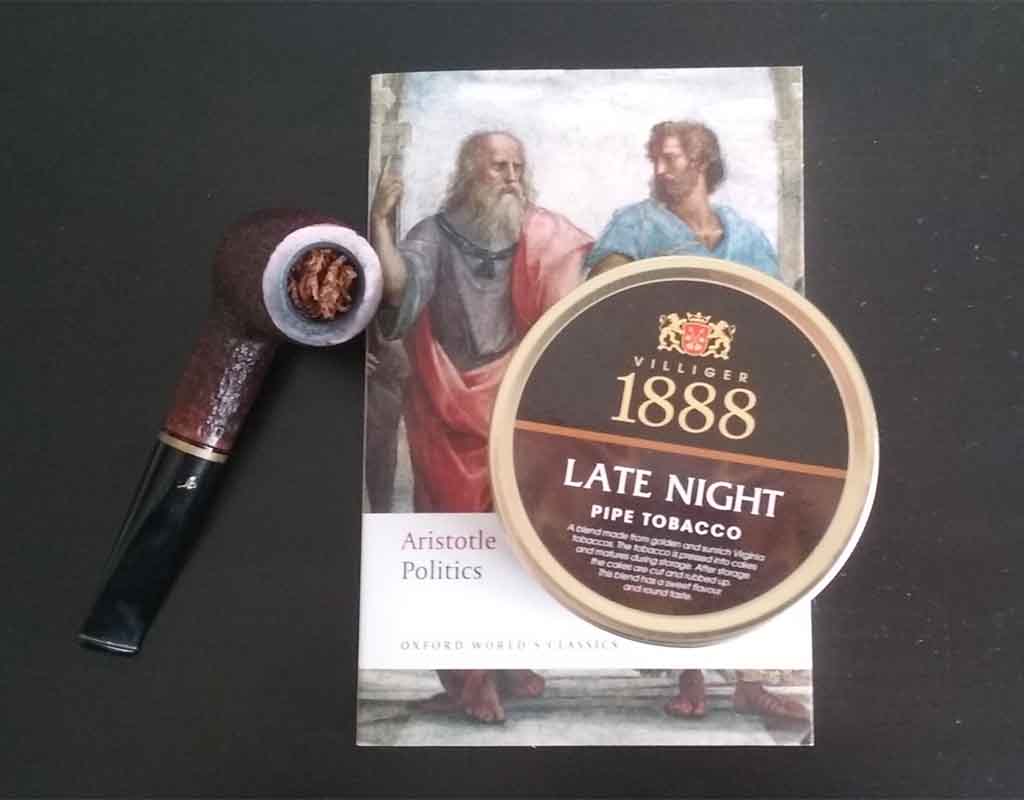 Aristotle
Politics
OXFORD WORLD'S CLASSICS
VILLIGER
1888
LATE NIGHT
PIPE TOBACCO
A blend made from golden and sunrich Virginia
tobaccos. The tobacco is pressed into cakes
and matures during storage. After storage
the cakes are cut and rubbed up.
This blend has a sweet flavour
and round taste.